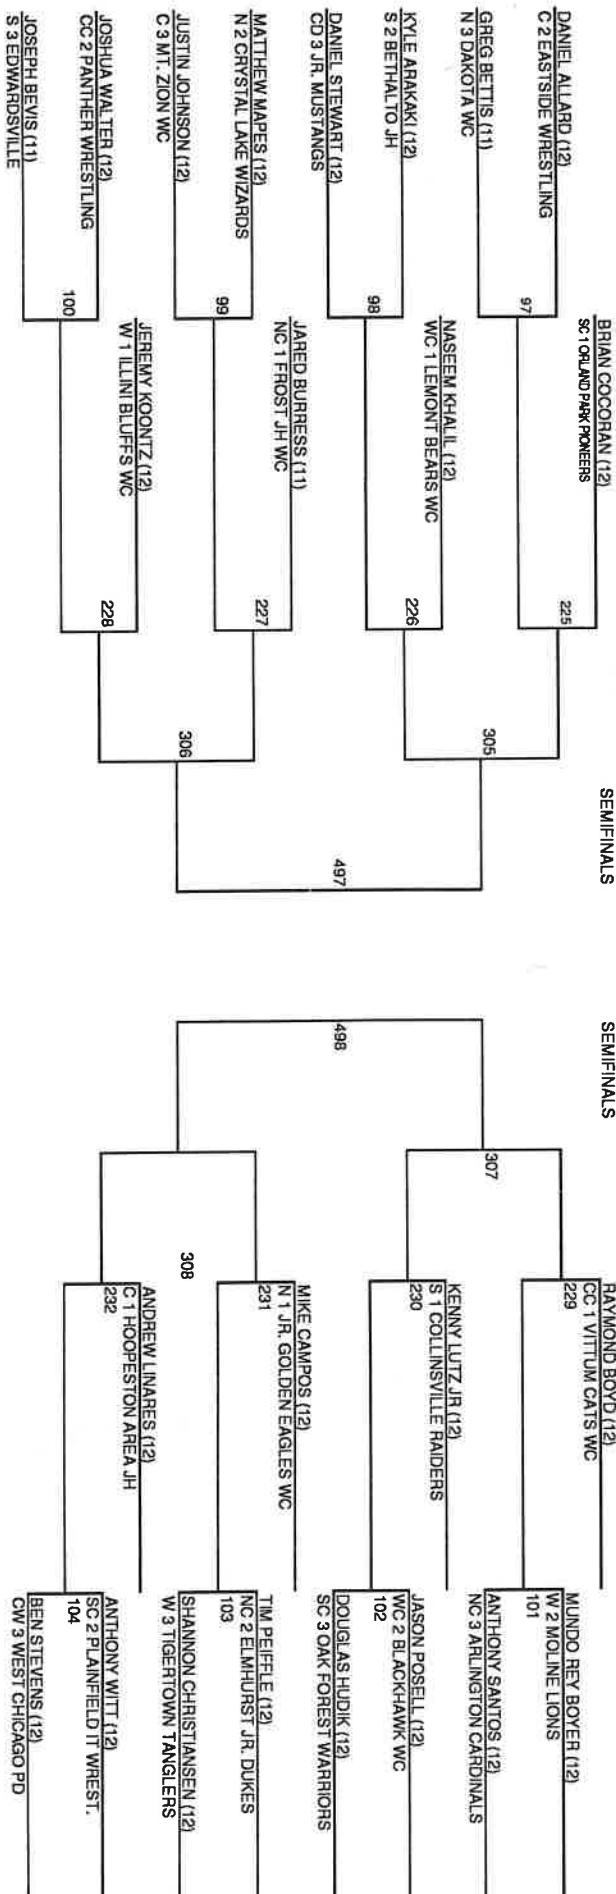 SEMIFINALS
SEMIFINALS
DANIEL ALLARD (12)
C 2 EASTSIDE WRESTLING
97
GREG BETTIS (11)
N 3 DAKOTA WC
BRIAN COCORAN (12)
SC 1 ORLAND PARK PIONEERS
225
KYLE ARAKAKI (12)
S 2 BETHALTO JH
98
DANIEL STEWART (12)
CD 3 JR. MUSTANGS
NASEEM KHALIL (12)
WC 1 LEMONT BEARS WC
226
305
MATTHEW MAPES (12)
N 2 CRYSTAL LAKE WIZARDS
99
JUSTIN JOHNSON (12)
C 3 MT. ZION WC
JARED BURRESS (11)
NC 1 FROST JH WC
227
JOSHUA WALTER (12)
CC 2 PANTHER WRESTLING
100
JOSEPH BEVIS (11)
S 3 EDWARDSVILLE
JEREMY KOONTZ (12)
W 1 ILLINI BLUFFS WC
228
306
497
498
RAYMOND BOYD (12)
CC 1 VITTUM CATS WC
229
MUNDO REY BOYER (12)
W 2 MOLINE LIONS
101
ANTHONY SANTOS (12)
NC 3 ARLINGTON CARDINALS
307
KENNY LUTZ JR (12)
S 1 COLLINSVILLE RAIDERS
230
JASON POSELL (12)
WC 2 BLACKHAWK WC
102
DOUGLAS HUDIK (12)
SC 3 OAK FOREST WARRIORS
MIKE CAMPOS (12)
N 1 JR. GOLDEN EAGLES WC
231
TIM PEIFFLE (12)
NC 2 ELMHURST JR. DUKES
103
SHANNON CHRISTIANSEN (12)
W 3 TIGERTOWN TANGLERS
308
ANDREW LINARES (12)
C 1 HOOPESTON AREA JH
232
ANTHONY WITT (12)
SC 2 PLAINFIELD IT WREST.
104
BEN STEVENS (12)
CW 3 WEST CHICAGO PD